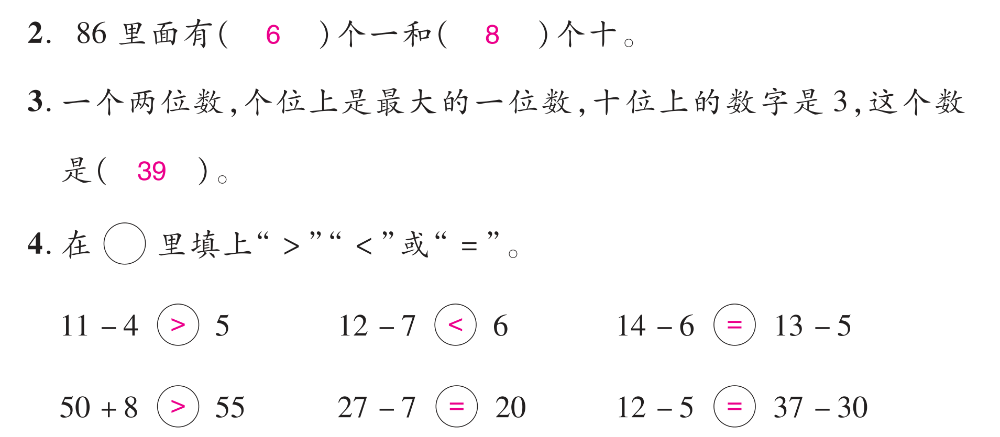 2. 86里面有( 6 )个一和( 8 )个十。
3. 一个两位数,个位上是最大的一位数,十位上的数字是3,这个数
是( 39 )。
4. 在○里填上“>”“<”或“=”。
11-4 > 5 12-7 < 6 14-6 = 13-5
50+8 > 55 27-7 = 20 12-5 = 37-30